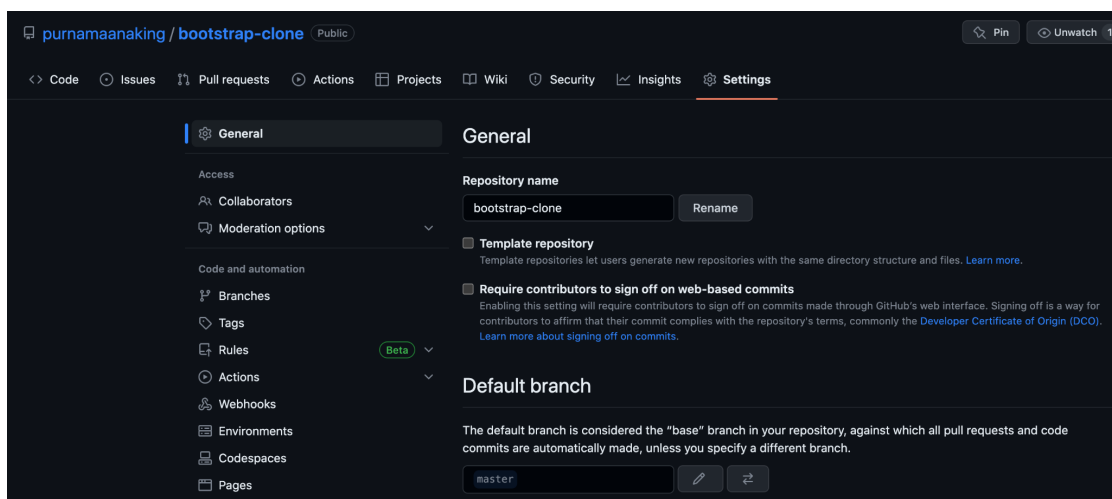 purnamaanaking / bootstrap-clone Public
Pin
Unwatch 1
Code
Issues
Pull requests
Actions
Projects
Wiki
Security
Insights
Settings
General
Access
Collaborators
Moderation options
Code and automation
Branches
Tags
Rules Beta
Actions
Webhooks
Environments
Codespaces
Pages
General
Repository name
bootstrap-clone
Rename
Template repository
Template repositories let users generate new repositories with the same directory structure and files. Learn more.
Require contributors to sign off on web-based commits
Enabling this setting will require contributors to sign off on commits made through GitHub's web interface. Signing off is a way for
contributors to affirm that their commit complies with the repository's terms, commonly the Developer Certificate of Origin (DCO).
Learn more about signing off on commits.
Default branch
The default branch is considered the “base” branch in your repository, against which all pull requests and code
commits are automatically made, unless you specify a different branch.
master